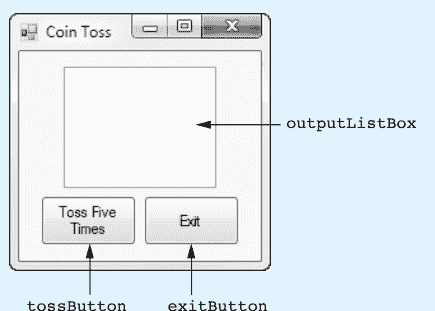 Coin Toss
outputListBox
Toss Five
Times
Exit
tossButton
exitButton